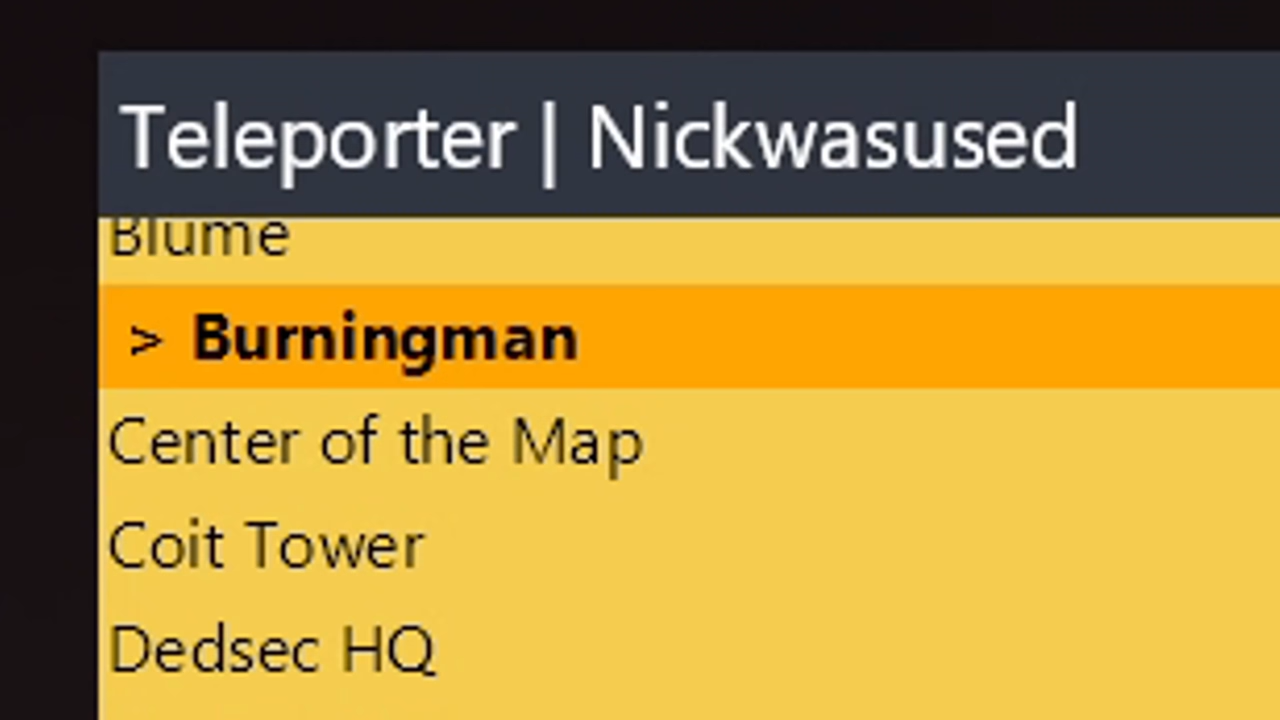 Teleporter | Nickwasused
Blume
> Burningman
Center of the Map
Coit Tower
Dedsec HQ